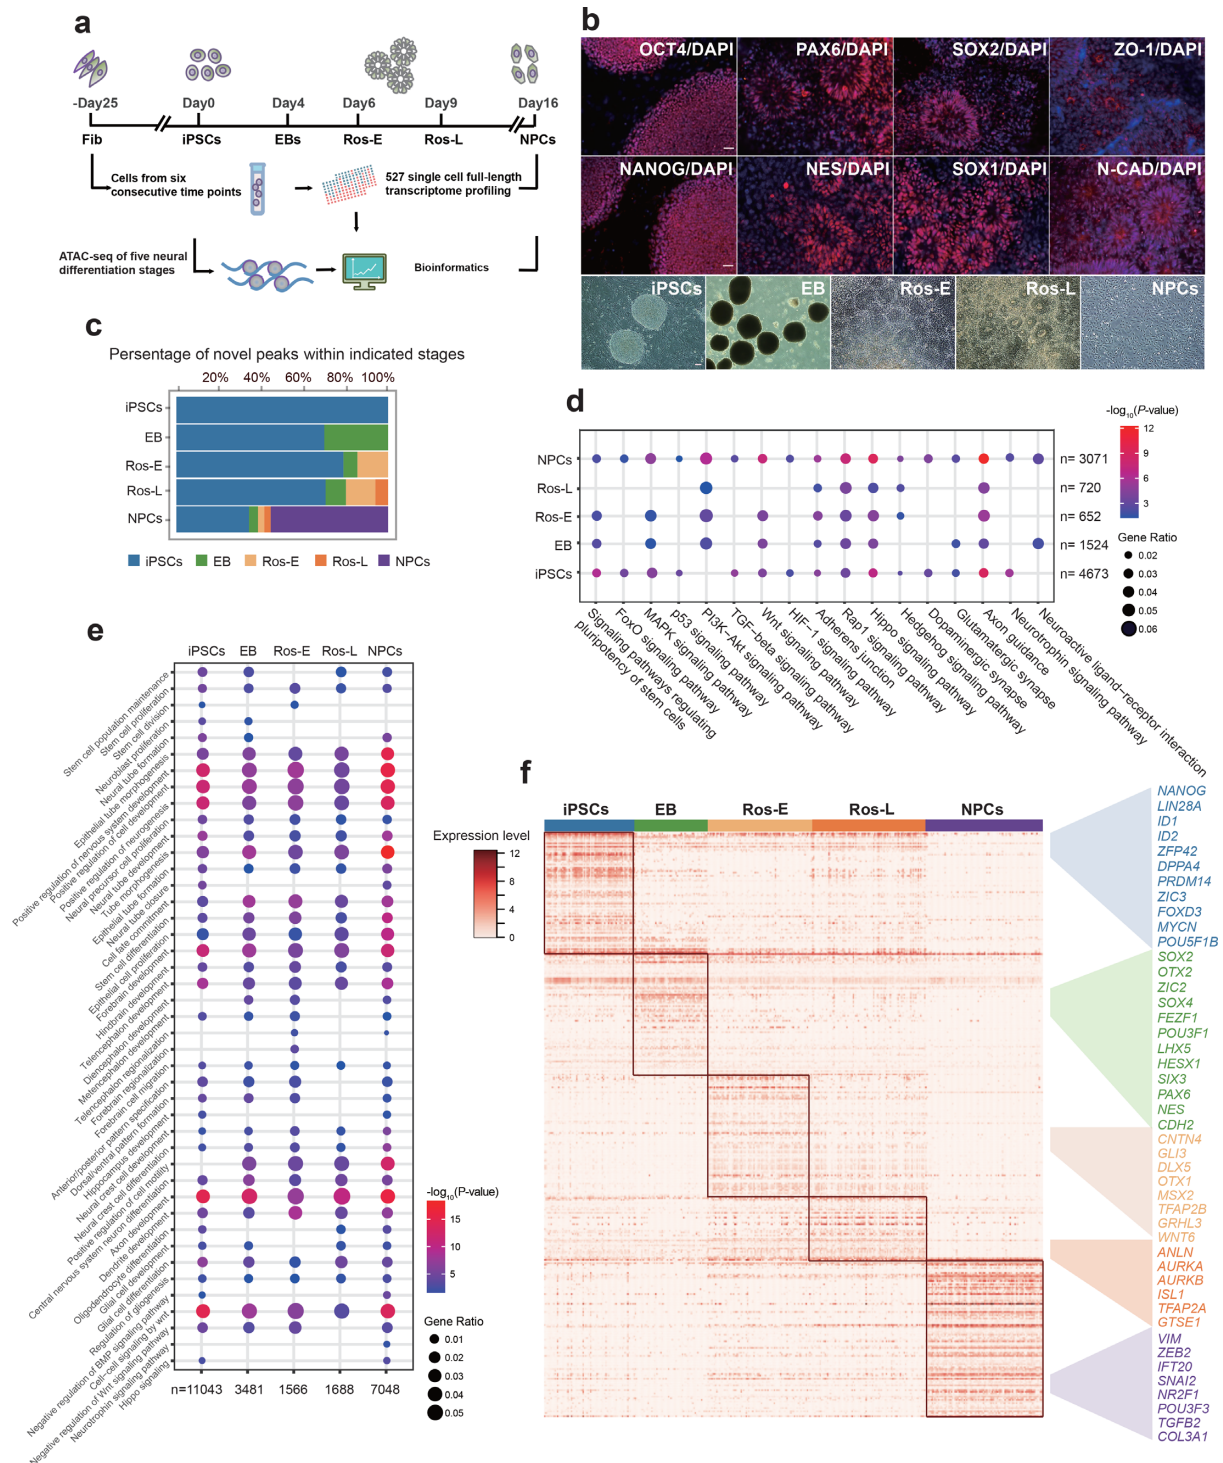 a
-Day25
Day0
Day4
Day6
Day9
Day16
Fib
iPSCs
EBs
Ros-E
Ros-L
NPCs
Cells from six
consecutive time points
527 single cell full-length
transcriptome profiling
ATAC-seq of five neural
differentiation stages
Bioinformatics
b
OCT4/DAPI
PAX6/DAPI
SOX2/DAPI
ZO-1/DAPI
NANOG/DAPI
NES/DAPI
SOX1/DAPI
N-CAD/DAPI
iPSCs
EB
Ros-E
Ros-L
NPCs
c
Persentage of novel peaks within indicated stages
20% 40% 60% 80% 100%
iPSCs
EB
Ros-E
Ros-L
NPCs
iPSCs EB Ros-E Ros-L NPCs
d
NPCs
Ros-L
Ros-E
EB
iPSCs
n= 3071
n= 720
n= 652
n= 1524
n= 4673
Signaling pathways regulating
pluripotency of stem cells
FoxO signaling pathway
MAPK signaling pathway
p53 signaling pathway
PI3K-Akt signaling pathway
TGF-beta signaling pathway
Wnt signaling pathway
HIF-1 signaling pathway
Adherens junction
Rap1 signaling pathway
Hippo signaling pathway
Hedgehog signaling pathway
Dopaminergic synapse
Glutamatergic synapse
Axon guidance
Neurotrophin signaling pathway
Neuroactive ligand-receptor interaction
-log10(P-value)
12
9
6
3
Gene Ratio
0.02
0.03
0.04
0.05
0.06
e
iPSCs EB Ros-E Ros-L NPCs
Stem cell population maintenance
Stem cell proliferation
Stem cell division
Neuroblast proliferation
Neural tube formation
Epithelial tube morphogenesis
Positive regulation of nervous system development
Positive regulation of cell development
Positive regulation of neurogenesis
Neural precursor cell proliferation
Neural tube development
Tube morphogenesis
Epithelial tube formation
Neural tube closure
Cell fate commitment
Stem cell differentiation
Epithelial cell proliferation
Forebrain development
Hindbrain development
Telencephalon development
Diencephalon development
Metencephalon development
Telencephalon regionalization
Forebrain regionalization
Forebrain cell migration
Anterior/posterior pattern specification
Dorsal/ventral pattern formation
Hippocampus development
Neural crest cell development
Neural crest cell differentiation
Positive regulation of cell motility
Central nervous system neuron differentiation
Axon development
Dendrite development
Oligodendrocyte differentiation
Glial cell development
Glial cell differentiation
Regulation of gliogenesis
Negative regulation of BMP signaling pathway
Cell-cell signaling by wnt
Negative regulation of Wnt signaling pathway
Neurotrophin signaling pathway
Hippo signaling
n=11043 3481 1566 1688 7048
-log10(P-value)
15
10
5
Gene Ratio
0.01
0.02
0.03
0.04
0.05
f
Expression level
12
8
4
0
iPSCs
EB
Ros-E
Ros-L
NPCs
NANOG
LIN28A
ID1
ID2
ZFP42
DPPA4
PRDM14
ZIC3
FOXD3
MYCN
POU5F1B
SOX2
OTX2
ZIC2
SOX4
FEZF1
POU3F1
LHX5
HESX1
SIX3
PAX6
NES
CDH2
CNTN4
GLI3
DLX5
OTX1
MSX2
TFAP2B
GRHL3
WNT6
ANLN
AURKA
AURKB
ISL1
TFAP2A
GTSE1
VIM
ZEB2
IFT20
SNAI2
NR2F1
POU3F3
TGFB2
COL3A1